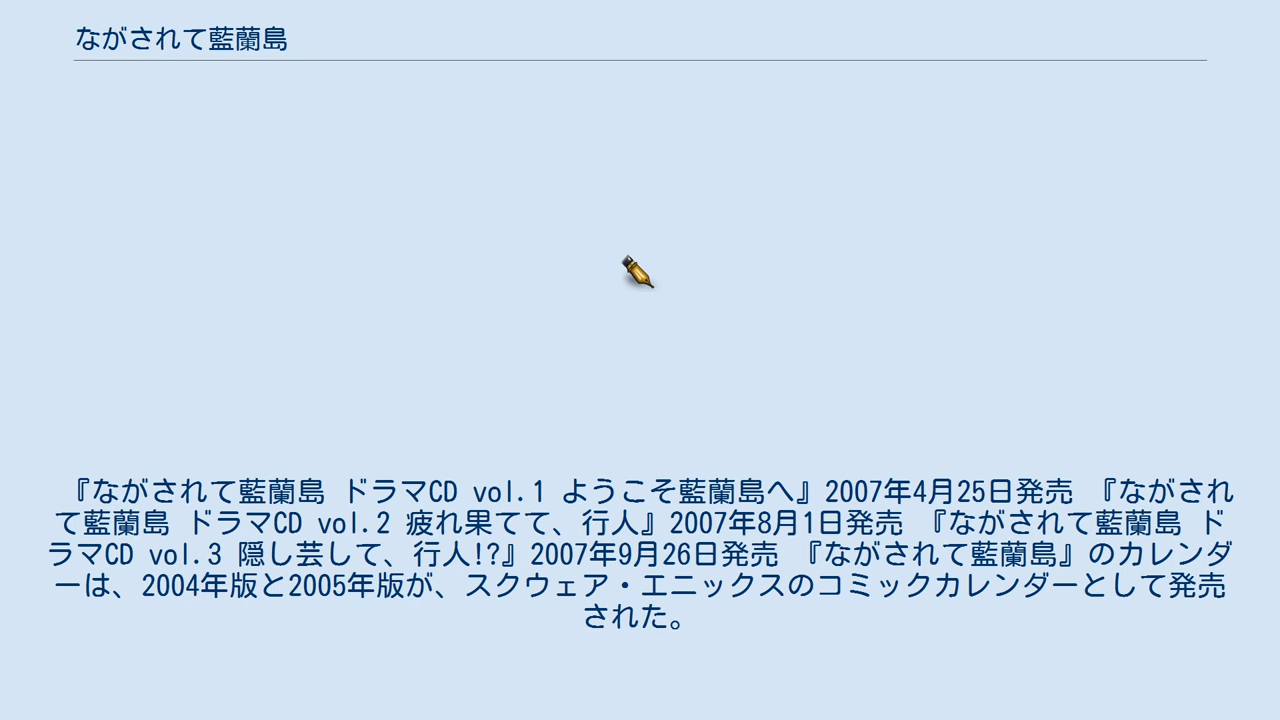 ながされて藍蘭島
『ながされて藍蘭島 ドラマCD vol.1 ようこそ藍蘭島へ』2007年4月25日発売 『ながされ
て藍蘭島 ドラマCD vol.2 疲れ果てて、行人』2007年8月1日発売 『ながされて藍蘭島 ド
ラマCD vol.3 隠し芸して、行人!?』2007年9月26日発売 『ながされて藍蘭島』のカレンダ
ーは、2004年版と2005年版が、スクウェア・エニックスのコミックカレンダーとして発売
された。